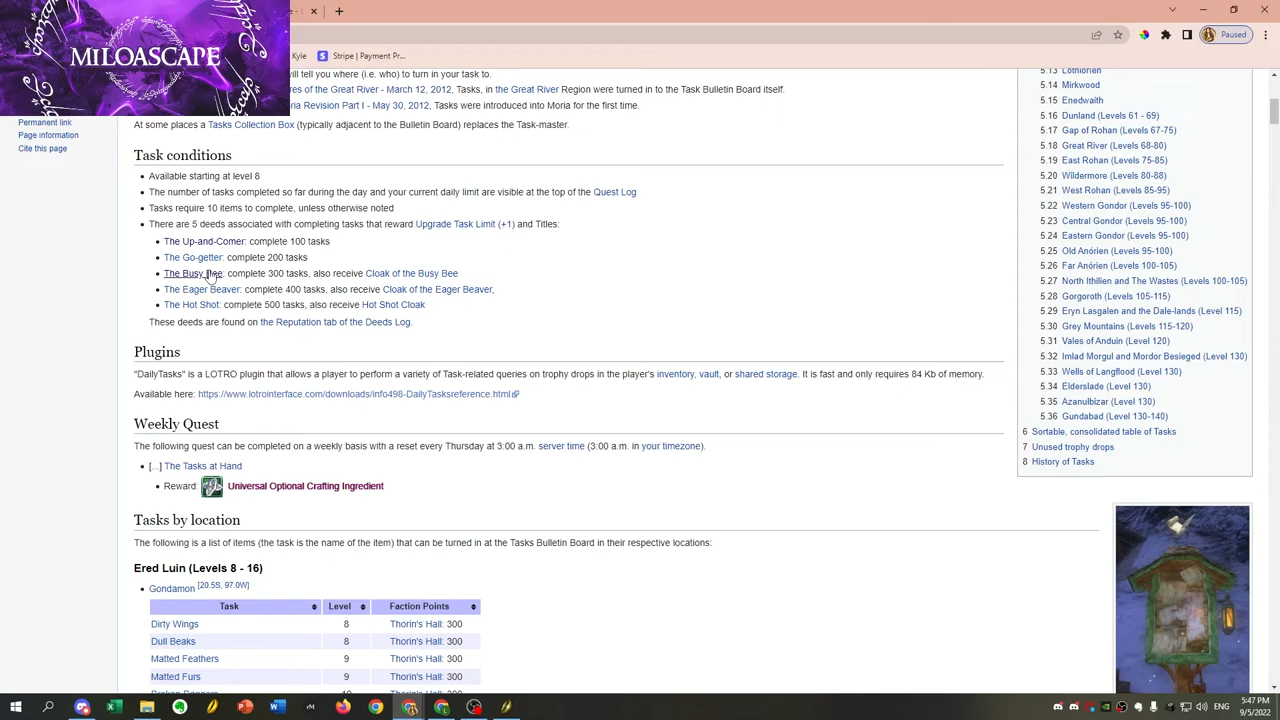 MILOASCAPE
Kyle
Stripe | Payment Pr...
Paused
Permanent link
Page information
Cite this page
will tell you where (i.e. who) to turn in your task to.
res of the Great River - March 12, 2012, Tasks, in the Great River Region were turned in to the Task Bulletin Board itself.
ria Revision Part I - May 30, 2012, Tasks were introduced into Moria for the first time.
At some places a Tasks Collection Box (typically adjacent to the Bulletin Board) replaces the Task-master.
Task conditions
Available starting at level 8
The number of tasks completed so far during the day and your current daily limit are visible at the top of the Quest Log
Tasks require 10 items to complete, unless otherwise noted
There are 5 deeds associated with completing tasks that reward Upgrade Task Limit (+1) and Titles:
The Up-and-Comer: complete 100 tasks
The Go-getter: complete 200 tasks
The Busy Bee: complete 300 tasks, also receive Cloak of the Busy Bee
The Eager Beaver: complete 400 tasks, also receive Cloak of the Eager Beaver,
The Hot Shot: complete 500 tasks, also receive Hot Shot Cloak
These deeds are found on the Reputation tab of the Deeds Log.
Plugins
"DailyTasks" is a LOTRO plugin that allows a player to perform a variety of Task-related queries on trophy drops in the player's inventory, vault, or shared storage. It is fast and only requires 84 Kb of memory.
Available here: https://www.lotrointerface.com/downloads/info498-DailyTasksreference.html
Weekly Quest
The following quest can be completed on a weekly basis with a reset every Thursday at 3:00 a.m. server time (3:00 a.m. in your timezone).
[...] The Tasks at Hand
Reward: Universal Optional Crafting Ingredient
Tasks by location
The following is a list of items (the task is the name of the item) that can be turned in at the Tasks Bulletin Board in their respective locations:
Ered Luin (Levels 8 - 16)
Gondamon [20.5S, 97.0W]
Task Level Faction Points
Dirty Wings 8 Thorin's Hall: 300
Dull Beaks 8 Thorin's Hall: 300
Matted Feathers 9 Thorin's Hall: 300
Matted Furs 9 Thorin's Hall: 300
Broken Daggers 10 Thorin's Hall: 300
5.13 Lothlórien
5.14 Mirkwood
5.15 Enedwaith
5.16 Dunland (Levels 61 - 69)
5.17 Gap of Rohan (Levels 67-75)
5.18 Great River (Levels 68-80)
5.19 East Rohan (Levels 75-85)
5.20 Wildermore (Levels 80-88)
5.21 West Rohan (Levels 85-95)
5.22 Western Gondor (Levels 95-100)
5.23 Central Gondor (Levels 95-100)
5.24 Eastern Gondor (Levels 95-100)
5.25 Old Anórien (Levels 95-100)
5.26 Far Anórien (Levels 100-105)
5.27 North Ithilien and The Wastes (Levels 100-105)
5.28 Gorgoroth (Levels 105-115)
5.29 Eryn Lasgalen and the Dale-lands (Level 115)
5.30 Grey Mountains (Levels 115-120)
5.31 Vales of Anduin (Level 120)
5.32 Imlad Morgul and Mordor Besieged (Level 130)
5.33 Wells of Langflood (Level 130)
5.34 Elderslade (Level 130)
5.35 Azanulbizar (Level 130)
5.36 Gundabad (Level 130-140)
6 Sortable, consolidated table of Tasks
7 Unused trophy drops
8 History of Tasks
5:47 PM
9/5/2022